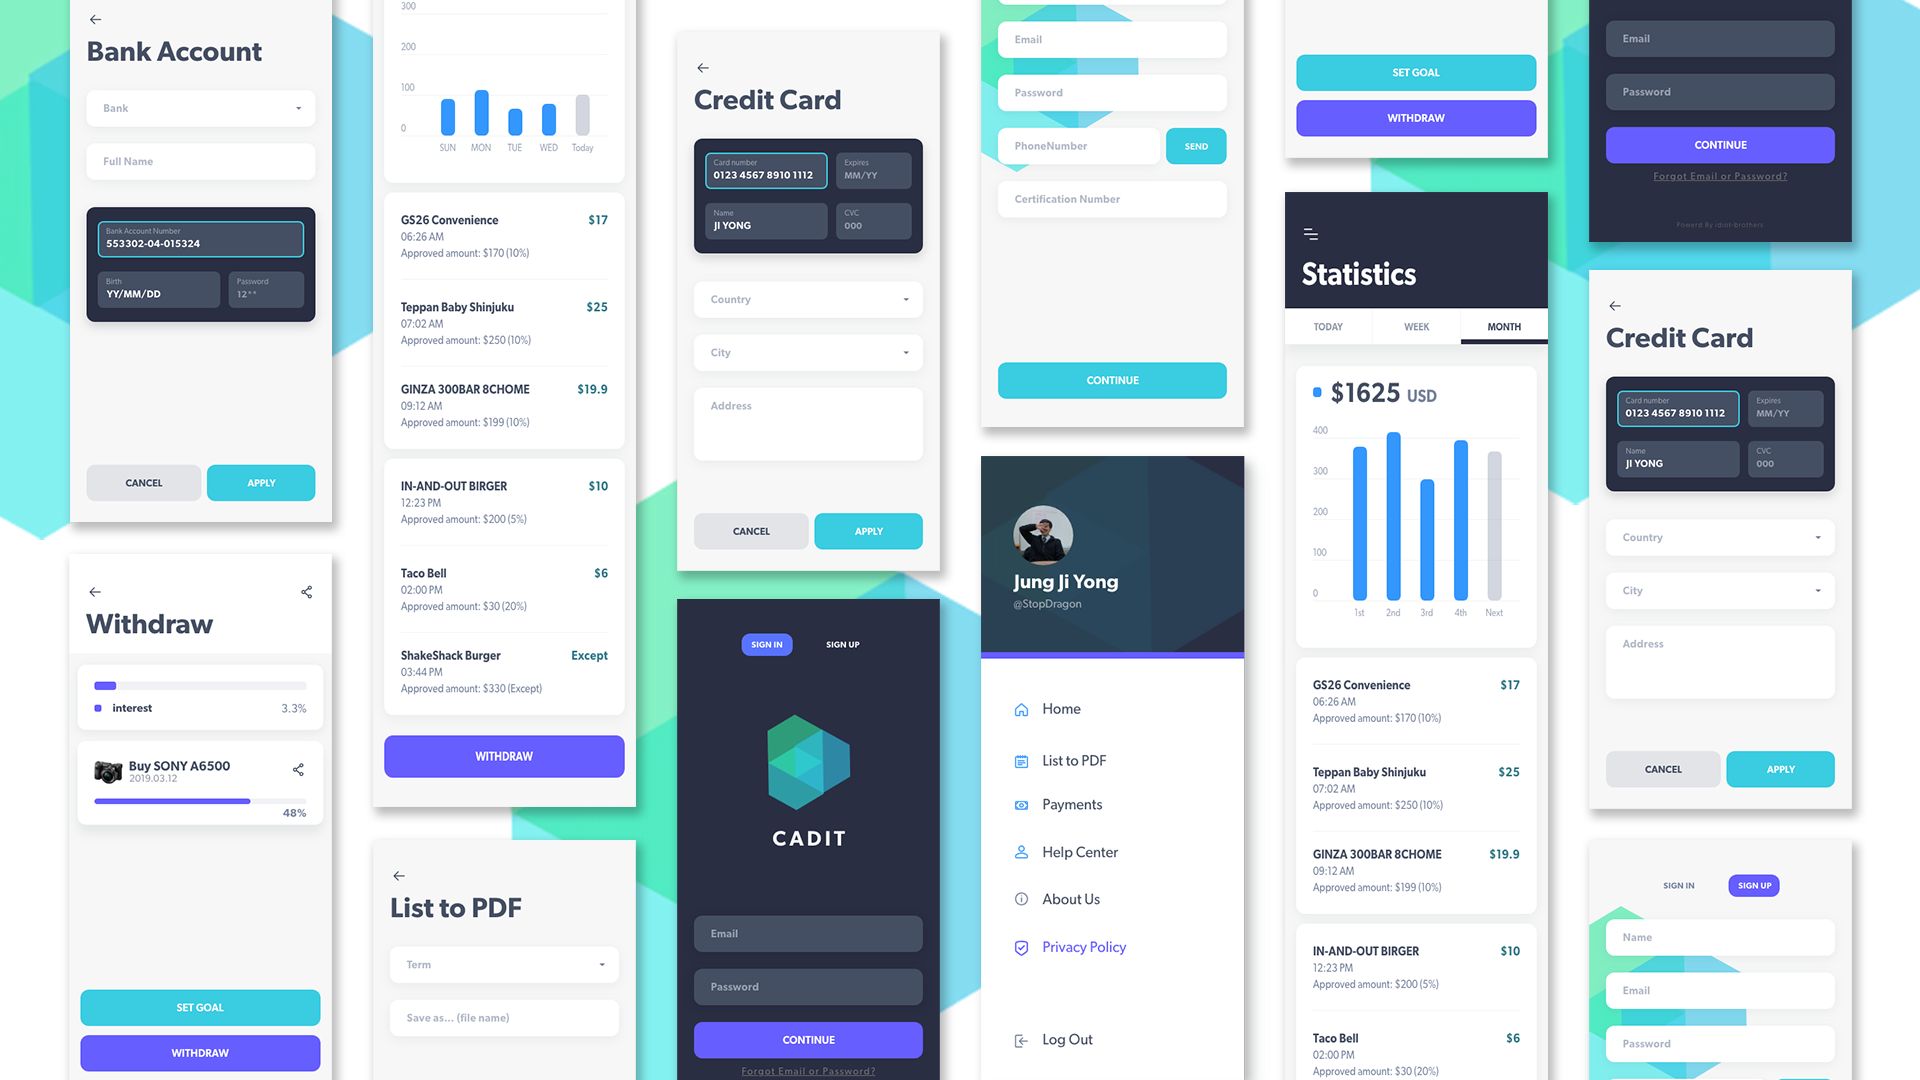 Bank Account
Bank
Full Name
Bank Account Number
553302-04-015324
Birth
YY/MM/DD
Password
12**
CANCEL
APPLY
Withdraw
interest
3.3%
Buy SONY A6500
2019.03.12
48%
SET GOAL
WITHDRAW
300
200
100
0
SUN
MON
TUE
WED
Today
GS26 Convenience
$17
06:26 AM
Approved amount: $170 (10%)
Teppan Baby Shinjuku
$25
07:02 AM
Approved amount: $250 (10%)
GINZA 300BAR 8CHOME
$19.9
09:12 AM
Approved amount: $199 (10%)
IN-AND-OUT BIRGER
$10
12:23 PM
Approved amount: $200 (5%)
Taco Bell
$6
02:00 PM
Approved amount: $30 (20%)
ShakeShack Burger
Except
03:44 PM
Approved amount: $330 (Except)
WITHDRAW
List to PDF
Term
Save as... (file name)
Credit Card
Card number
0123 4567 8910 1112
Expires
MM/YY
Name
JI YONG
CVC
000
Country
City
Address
CANCEL
APPLY
SIGN IN
SIGN UP
CADIT
Email
Password
CONTINUE
Forgot Email or Password?
Email
Password
PhoneNumber
SEND
Certification Number
CONTINUE
Jung Ji Yong
@StopDragon
Home
List to PDF
Payments
Help Center
About Us
Privacy Policy
Log Out
SET GOAL
WITHDRAW
Statistics
TODAY
WEEK
MONTH
$1625 USD
400
300
200
100
0
1st
2nd
3rd
4th
Next
GS26 Convenience
$17
06:26 AM
Approved amount: $170 (10%)
Teppan Baby Shinjuku
$25
07:02 AM
Approved amount: $250 (10%)
GINZA 300BAR 8CHOME
$19.9
09:12 AM
Approved amount: $199 (10%)
IN-AND-OUT BIRGER
$10
12:23 PM
Approved amount: $200 (5%)
Taco Bell
$6
02:00 PM
Approved amount: $30 (20%)
Email
Password
CONTINUE
Forgot Email or Password?
Powerd By idiot-brothers
Credit Card
Card number
0123 4567 8910 1112
Expires
MM/YY
Name
JI YONG
CVC
000
Country
City
Address
CANCEL
APPLY
SIGN IN
SIGN UP
Name
Email
Password